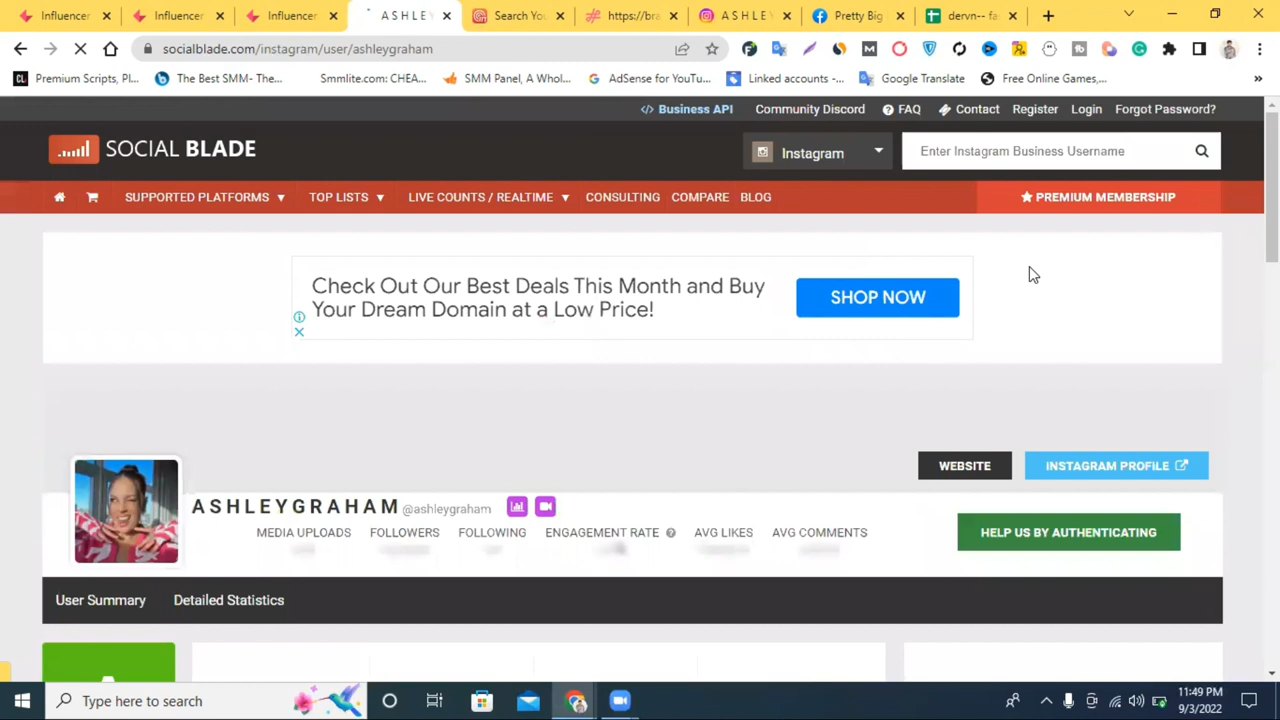 Influencer
Influencer
Influencer
A S H L E Y
Search You
https://bra
A S H L E Y
Pretty Big
dervn-- fa
socialblade.com/instagram/user/ashleygraham
Premium Scripts, Pl...
The Best SMM- The...
Smmlite.com: CHEA...
SMM Panel, A Whol...
AdSense for YouTu...
Linked accounts -...
Google Translate
Free Online Games,...
</> Business API
Community Discord
FAQ
Contact
Register
Login
Forgot Password?
SOCIAL BLADE
Instagram
Enter Instagram Business Username
SUPPORTED PLATFORMS
TOP LISTS
LIVE COUNTS / REALTIME
CONSULTING
COMPARE
BLOG
PREMIUM MEMBERSHIP
Check Out Our Best Deals This Month and Buy
Your Dream Domain at a Low Price!
SHOP NOW
WEBSITE
INSTAGRAM PROFILE
A S H L E Y G R A H A M @ashleygraham
MEDIA UPLOADS
FOLLOWERS
FOLLOWING
ENGAGEMENT RATE
AVG LIKES
AVG COMMENTS
HELP US BY AUTHENTICATING
User Summary
Detailed Statistics
Type here to search
11:49 PM
9/3/2022